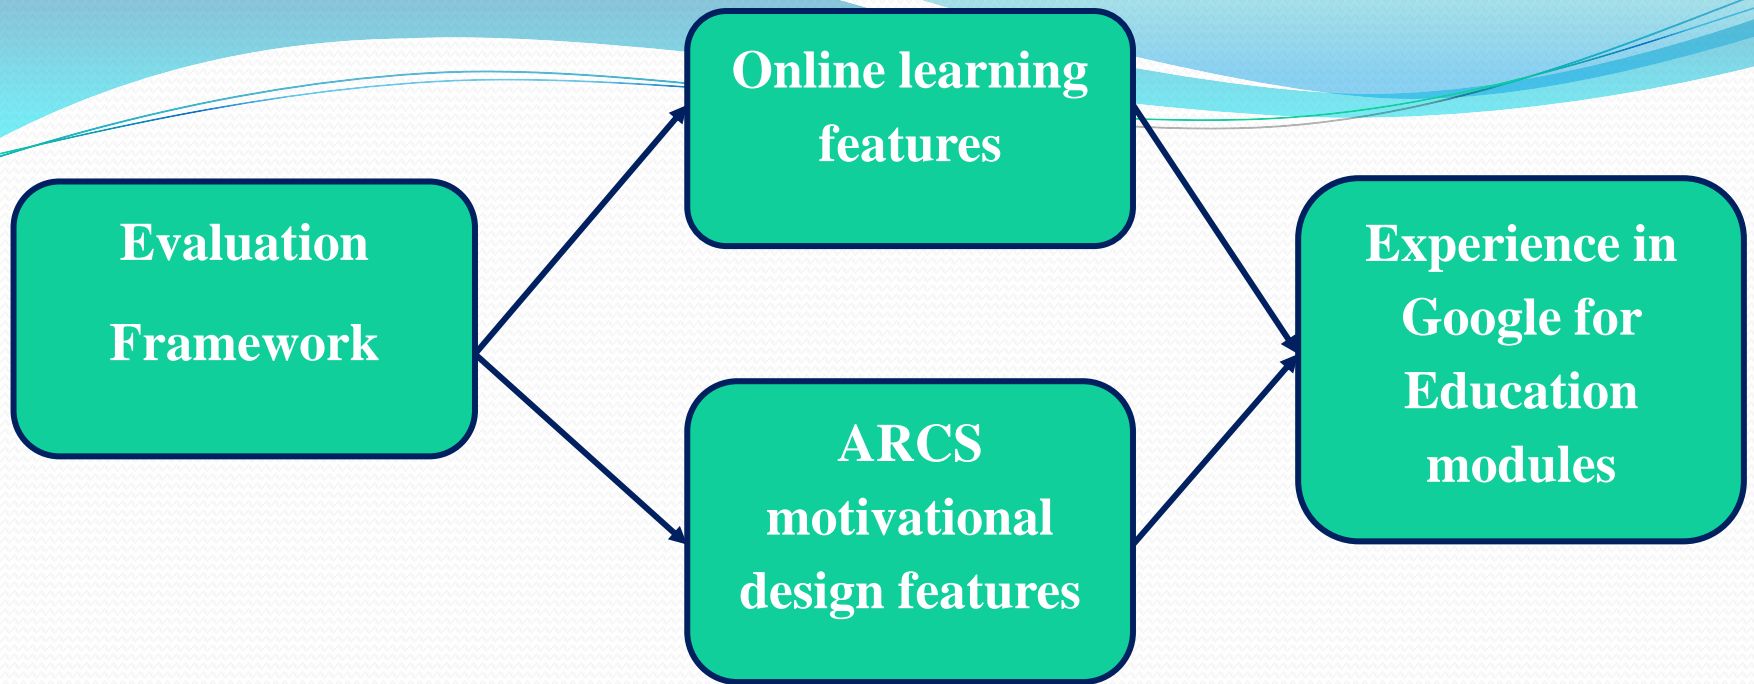 Evaluation
Framework
Online learning
features
ARCS
motivational
design features
Experience in
Google for
Education
modules